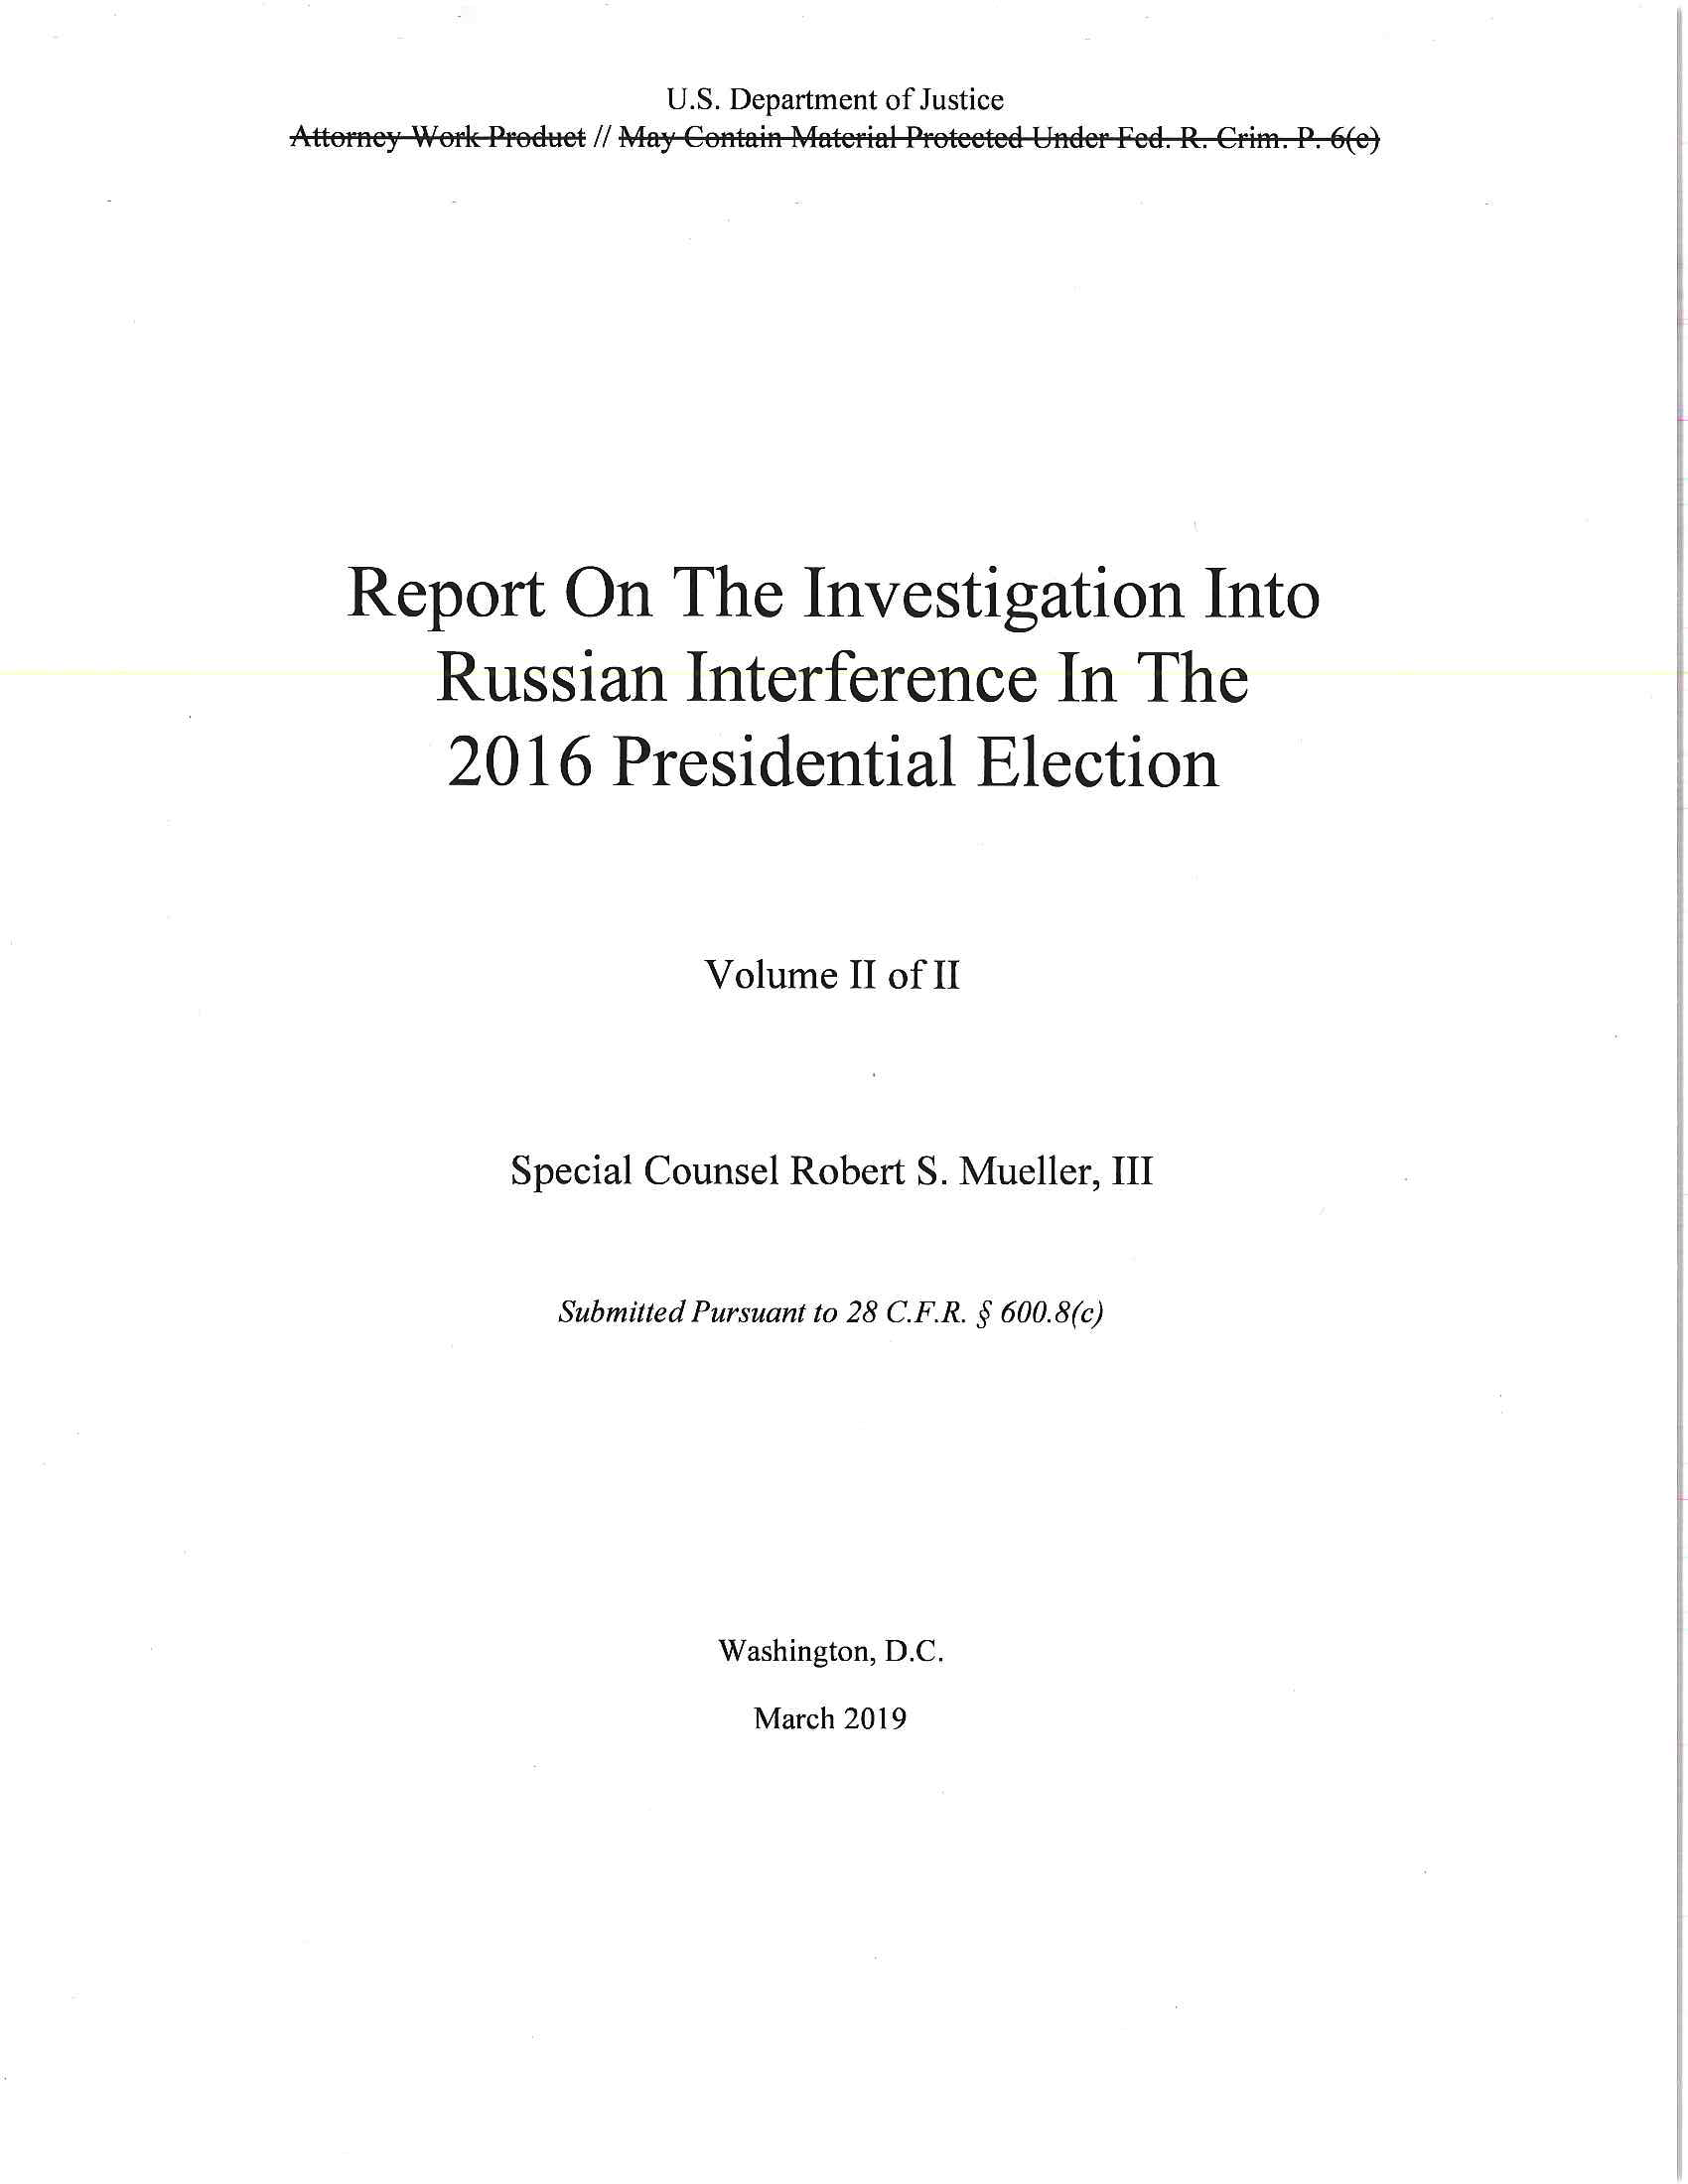 U.S. Department of Justice
Attorney Work Product // May Contain Material Protected Under Fed. R. Crim. P. 6(e)
Report On The Investigation Into
Russian Interference In The
2016 Presidential Election
Volume II of II
Special Counsel Robert S. Mueller, III
Submitted Pursuant to 28 C.F.R. § 600.8(c)
Washington, D.C.
March 2019